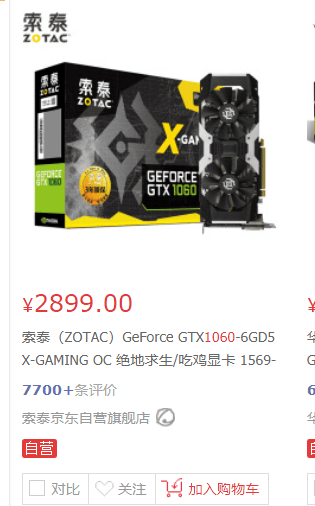 索泰
ZOTAC
索泰
ZOTAC
X-GAM
GEFORCE
GTX 1060
GEFORCE
GTX 1060
¥2899.00
索泰（ZOTAC）GeForce GTX1060-6GD5
X-GAMING OC 绝地求生/吃鸡显卡 1569-
7700+条评价
索泰京东自营旗舰店
自营
对比
关注
加入购物车